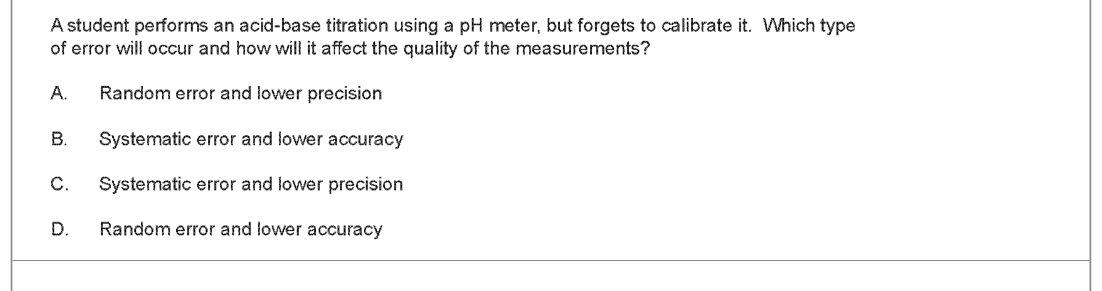 A student performs an acid-base titration using a pH meter, but forgets to calibrate it. Which type
of error will occur and how will it affect the quality of the measurements?
A. Random error and lower precision
B. Systematic error and lower accuracy
C. Systematic error and lower precision
D. Random error and lower accuracy